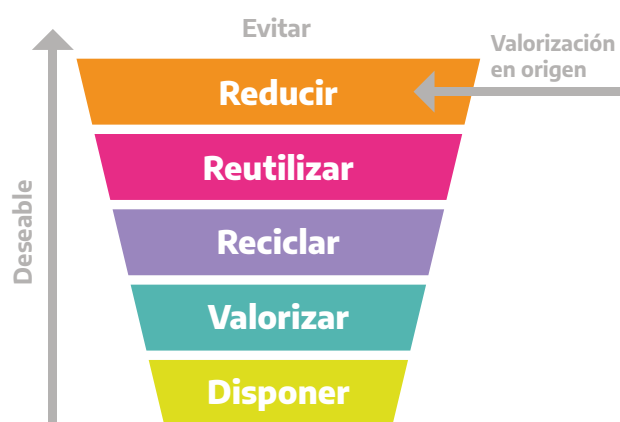 Evitar
Valorización
en origen
Reducir
Reutilizar
Deseable
Reciclar
Valorizar
Disponer